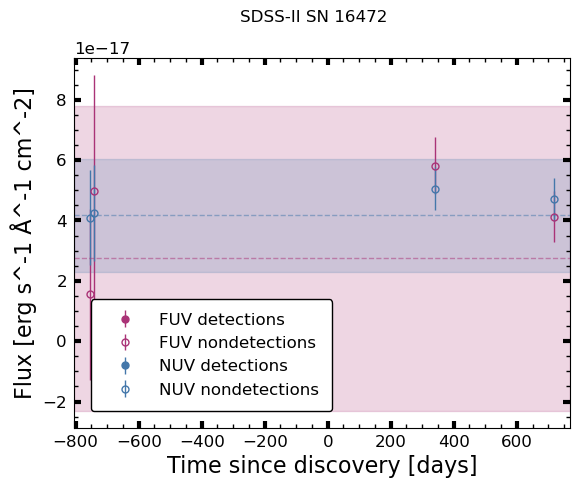 SDSS-II SN 16472
1e−17
Flux [erg s^-1 Å^-1 cm^-2]
8
6
4
2
0
−2
FUV detections
FUV nondetections
NUV detections
NUV nondetections
−800 −600 −400 −200 0 200 400 600
Time since discovery [days]